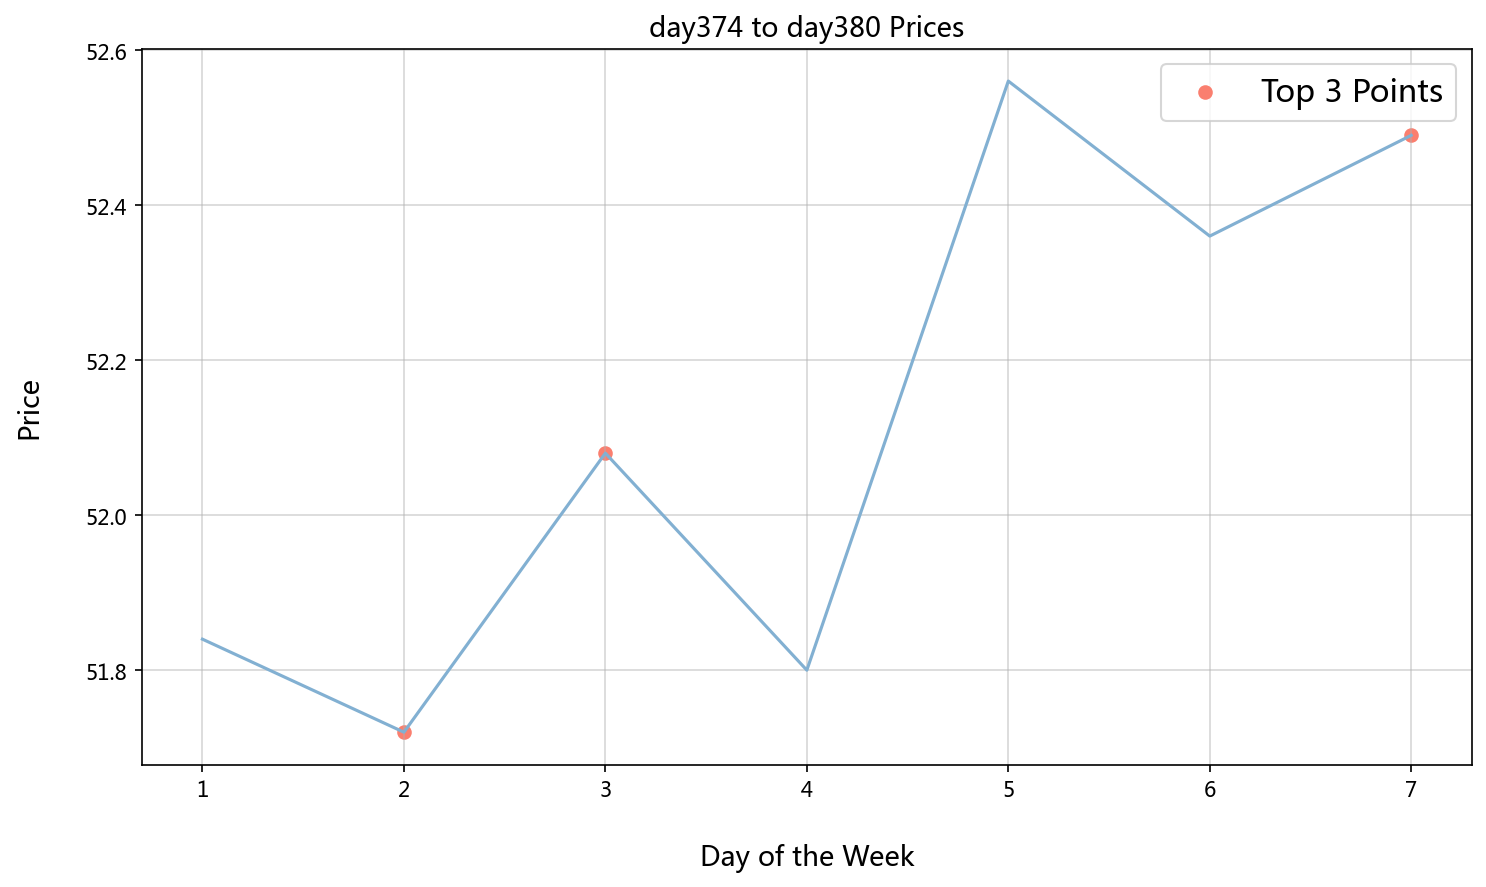 day374 to day380 Prices
Top 3 Points
52.6
52.4
52.2
52.0
51.8
Price
1 2 3 4 5 6 7
Day of the Week